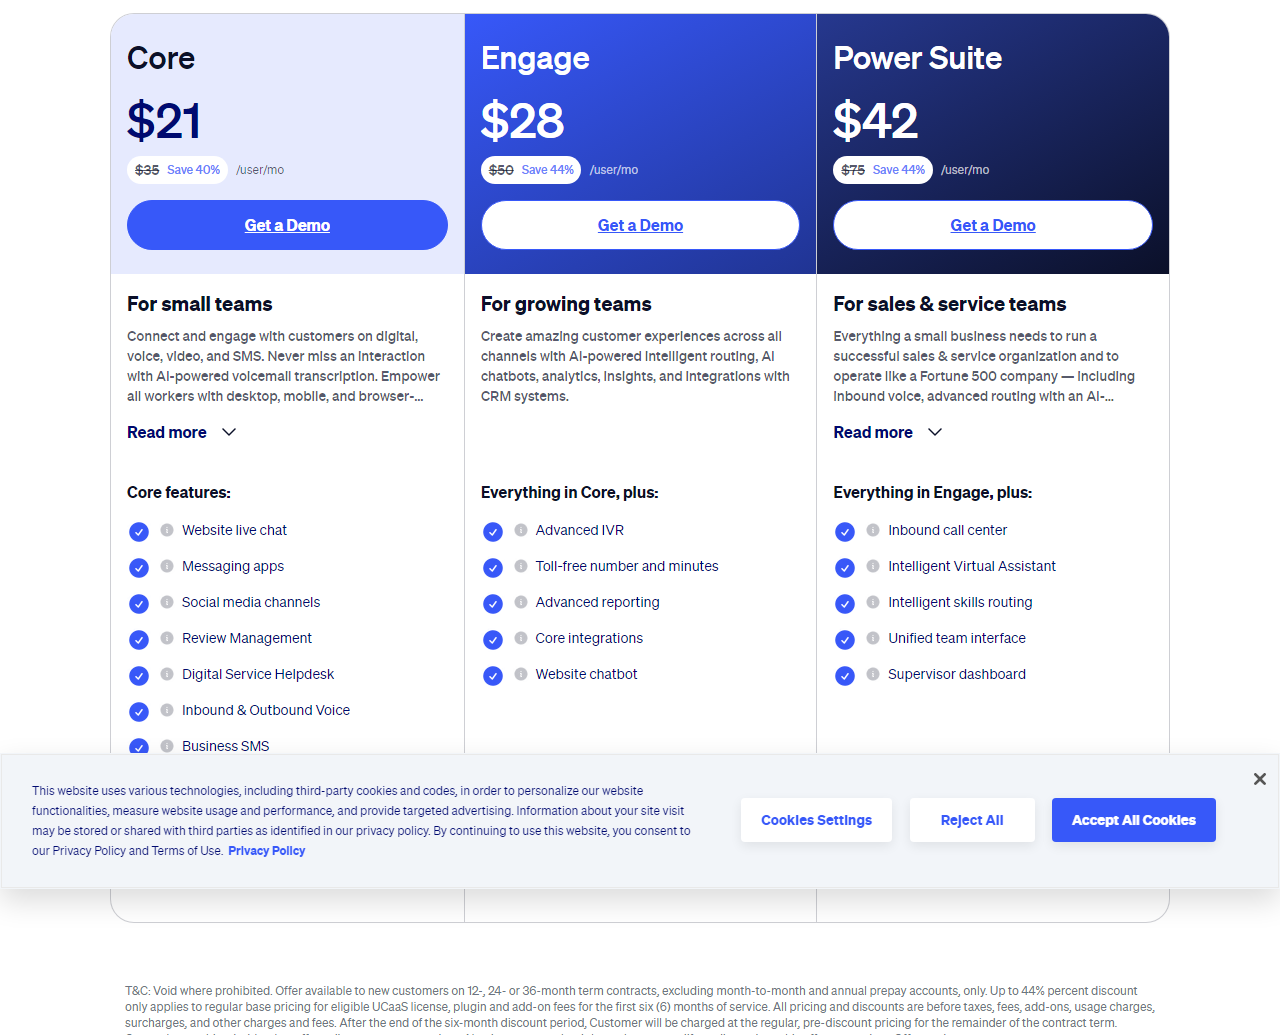 Core
$21
$35 Save 40% /user/mo
Get a Demo
For small teams
Connect and engage with customers on digital,
voice, video, and SMS. Never miss an interaction
with AI-powered voicemail transcription. Empower
all workers with desktop, mobile, and browser-...
Read more
Core features:
Website live chat
Messaging apps
Social media channels
Review Management
Digital Service Helpdesk
Inbound & Outbound Voice
Business SMS
Engage
$28
$50 Save 44% /user/mo
Get a Demo
For growing teams
Create amazing customer experiences across all
channels with AI-powered intelligent routing, AI
chatbots, analytics, insights, and integrations with
CRM systems.
Everything in Core, plus:
Advanced IVR
Toll-free number and minutes
Advanced reporting
Core integrations
Website chatbot
Power Suite
$42
$75 Save 44% /user/mo
Get a Demo
For sales & service teams
Everything a small business needs to run a
successful sales & service organization and to
operate like a Fortune 500 company — including
inbound voice, advanced routing with an AI-...
Read more
Everything in Engage, plus:
Inbound call center
Intelligent Virtual Assistant
Intelligent skills routing
Unified team interface
Supervisor dashboard
This website uses various technologies, including third-party cookies and codes, in order to personalize our website
functionalities, measure website usage and performance, and provide targeted advertising. Information about your site visit
may be stored or shared with third parties as identified in our privacy policy. By continuing to use this website, you consent to
our Privacy Policy and Terms of Use. Privacy Policy
Cookies Settings
Reject All
Accept All Cookies
T&C: Void where prohibited. Offer available to new customers on 12-, 24- or 36-month term contracts, excluding month-to-month and annual prepay accounts, only. Up to 44% percent discount
only applies to regular base pricing for eligible UCaaS license, plugin and add-on fees for the first six (6) months of service. All pricing and discounts are before taxes, fees, add-ons, usage charges,
surcharges, and other charges and fees. After the end of the six-month discount period, Customer will be charged at the regular, pre-discount pricing for the remainder of the contract term.